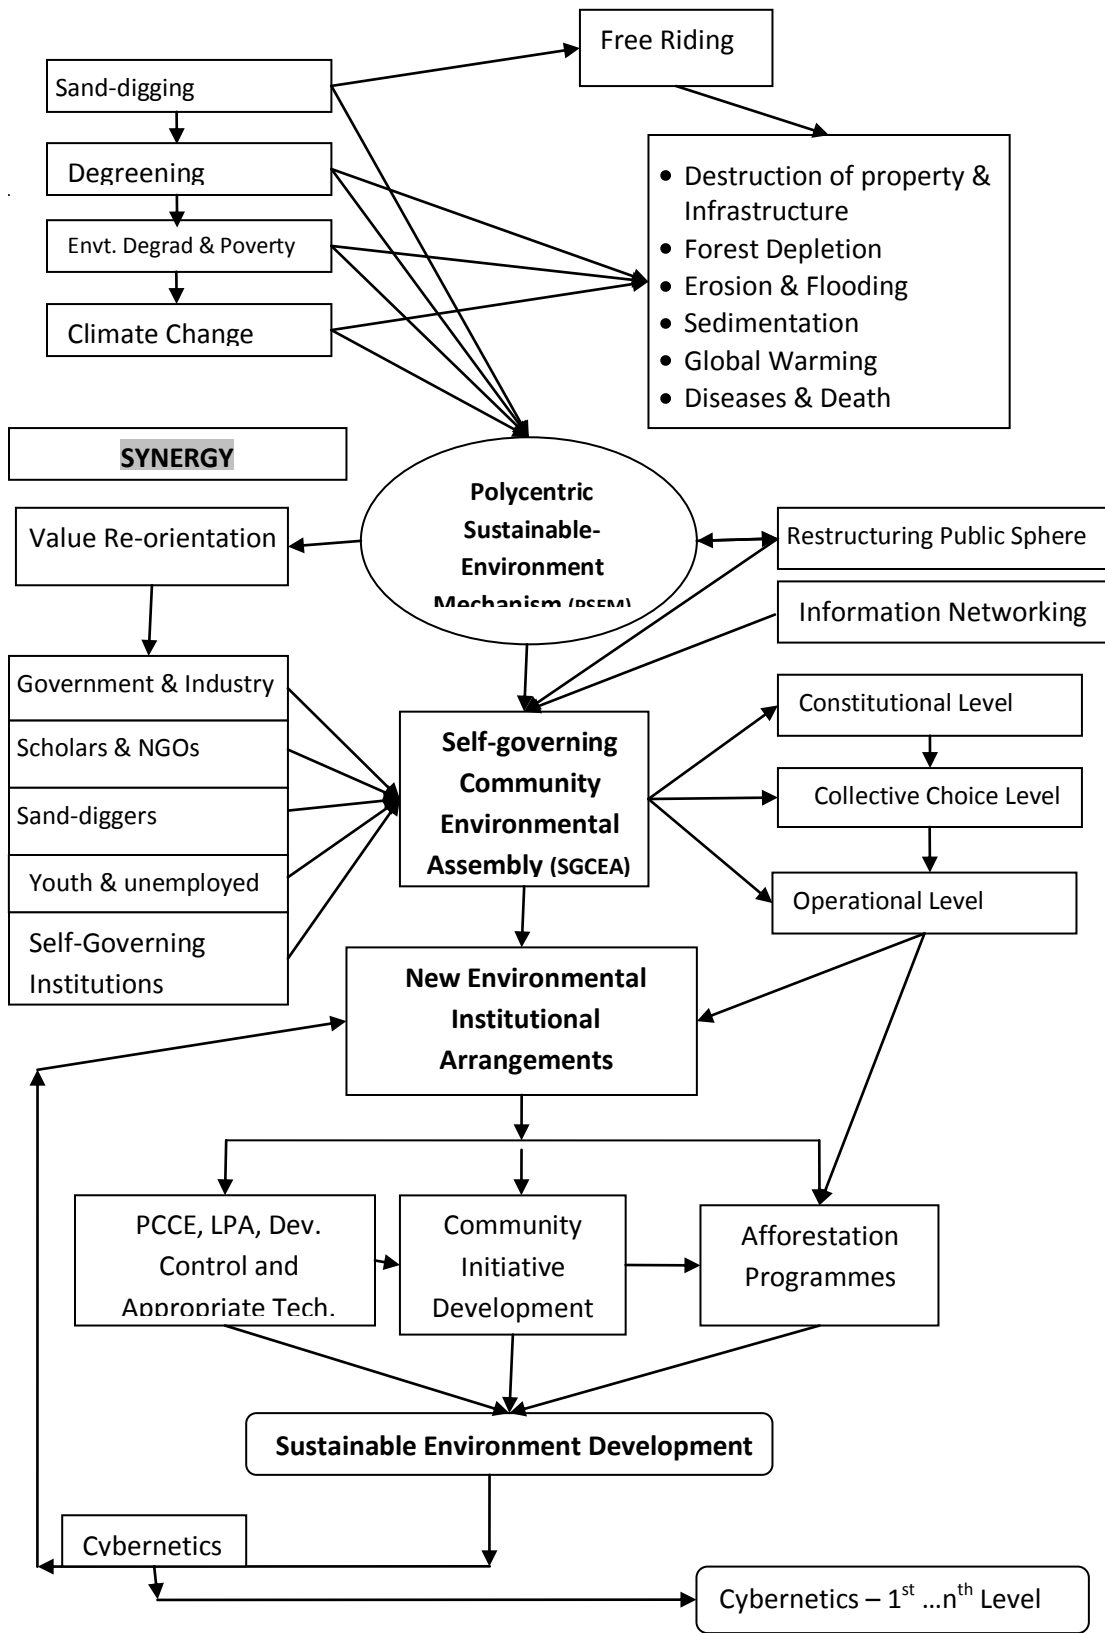 Free Riding
Sand-digging
Degreening
Envt. Degrad & Poverty
Climate Change
• Destruction of property &
Infrastructure
• Forest Depletion
• Erosion & Flooding
• Sedimentation
• Global Warming
• Diseases & Death
SYNERGY
Polycentric
Sustainable-
Environment
Mechanism (PSEM)
Value Re-orientation
Restructuring Public Sphere
Information Networking
Government & Industry
Scholars & NGOs
Sand-diggers
Youth & unemployed
Self-Governing
Institutions
Self-governing
Community
Environmental
Assembly (SGCEA)
Constitutional Level
Collective Choice Level
Operational Level
New Environmental
Institutional
Arrangements
PCCE, LPA, Dev.
Control and
Appropriate Tech.
Community
Initiative
Development
Afforestation
Programmes
Sustainable Environment Development
Cybernetics
Cybernetics – 1st ...nth Level